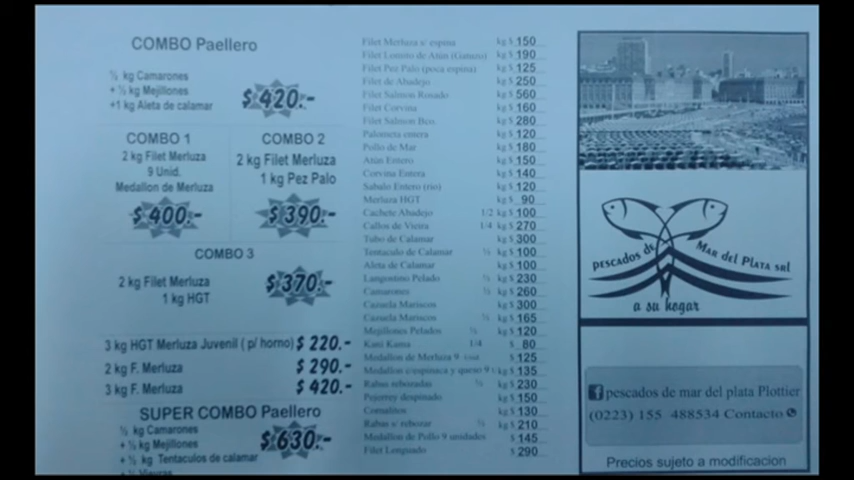 COMBO Paellero
½ kg Camarones
+ ½ kg Mejillones
+1 kg Aleta de calamar
$ 420.-
COMBO 1
2 kg Filet Merluza
9 Unid.
Medallon de Merluza
$ 400.-
COMBO 2
2 kg Filet Merluza
1 kg Pez Palo
$ 390.-
COMBO 3
2 kg Filet Merluza
1 kg HGT
$ 370.-
3 kg HGT Merluza Juvenil ( p/ horno) $ 220.-
2 kg F. Merluza $ 290.-
3 kg F. Merluza $ 420.-
SUPER COMBO Paellero
½ kg Camarones
+ ½ kg Mejillones
+ ½ kg Tentaculos de calamar
$ 630.-
Filet Merluza s/ espina kg $ 150
Filet Lomito de Atún (Gatuzo) kg $ 190
Filet Pez Palo (poca espina) kg $ 125
Filet de Abadejo kg $ 250
Filet Salmon Rosado kg $ 560
Filet Corvina kg $ 160
Filet Salmon Bco. kg $ 280
Palometa entera kg $ 120
Pollo de Mar kg $ 180
Atún Entero kg $ 150
Corvina Entera kg $ 140
Sabalo Entero (rio) kg $ 120
Merluza HGT kg $ 90
Cachete Abadejo 1/2 kg $ 100
Callos de Vieira 1/4 kg $ 270
Tubo de Calamar kg $ 300
Tentaculo de Calamar ½ kg $ 100
Aleta de Calamar kg $ 100
Langostino Pelado ½ kg $ 230
Camarones ½ kg $ 260
Cazuela Mariscos kg $ 300
Cazuela Mariscos ½ kg $ 165
Mejillones Pelados ½ kg $ 120
Kani Kama 1/4 $ 80
Medallon de Merluza 9 $ 125
Medallon c/espinaca y queso 9 kg $ 135
Rabas rebozadas ½ kg $ 230
Pejerrey despinado kg $ 150
Cornalitos kg $ 130
Rabas s/ rebozar ½ kg $ 210
Medallon de Pollo 9 unidades $ 145
Filet Lenguado $ 290
pescados de Mar del Plata srl
a su hogar
pescados de mar del plata Plottier
(0223) 155 488534 Contacto
Precios sujeto a modificacion